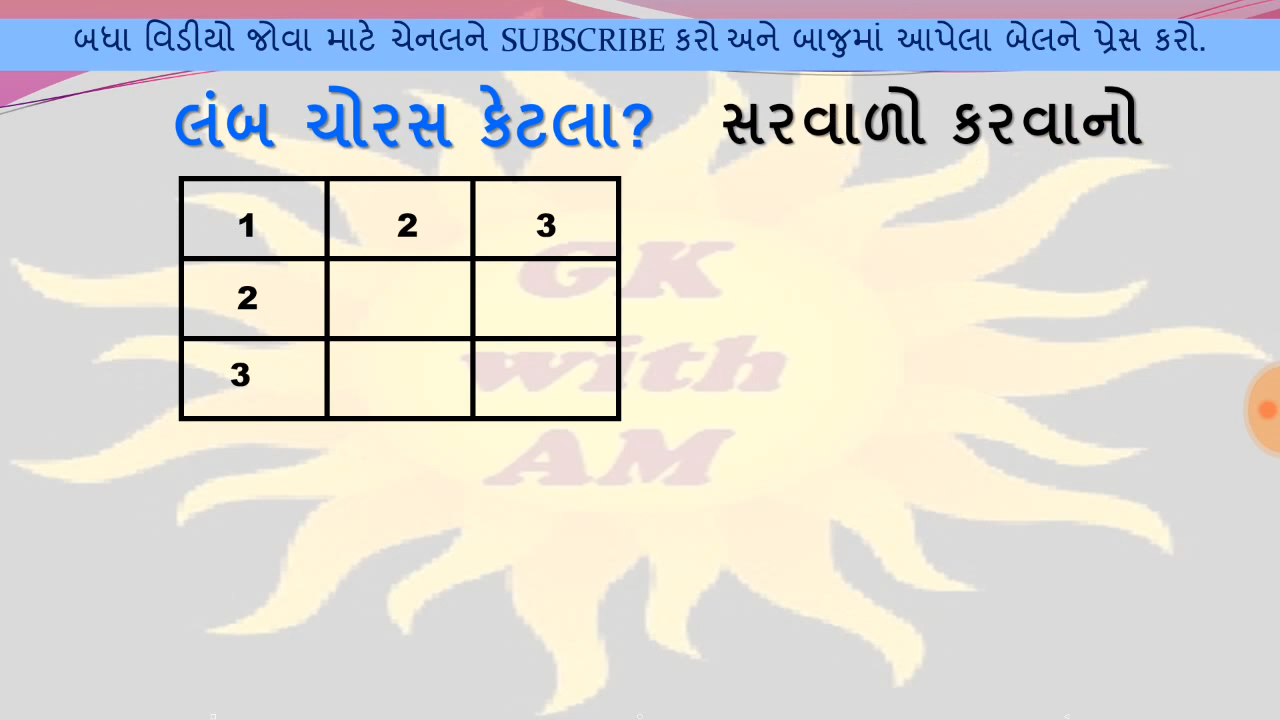 બધા વિડીયો જોવા માટે ચેનલને SUBSCRIBE કરો અને બાજુમાં આપેલા બેલને પ્રેસ કરો.
લંબ ચોરસ કેટલા? સરવાળો કરવાનો
1 2 3
2
3
GK
with
AM